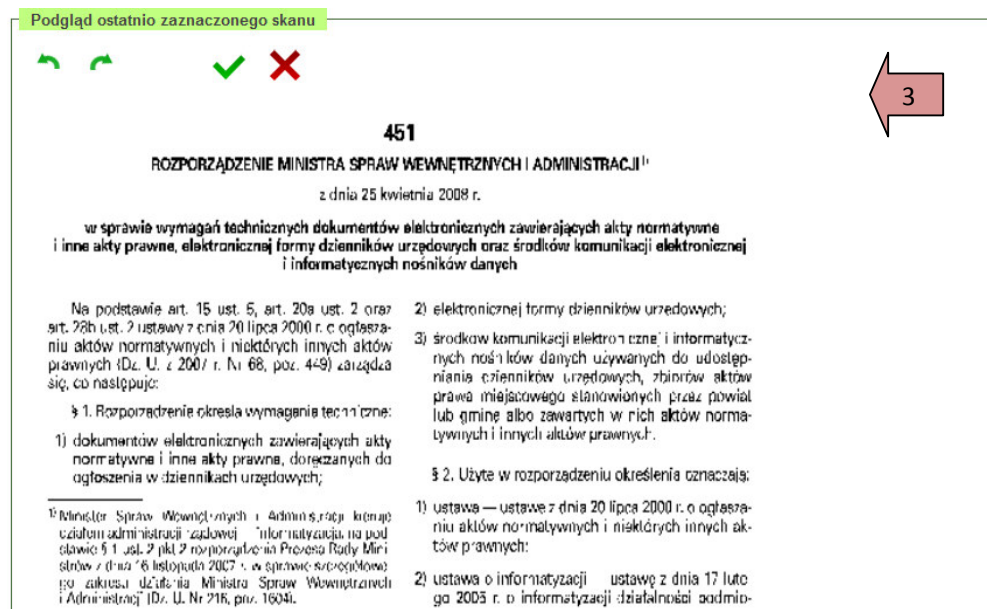 Podgląd ostatnio zaznaczonego skanu
3
451
ROZPORZĄDZENIE MINISTRA SPRAW WEWNĘTRZNYCH I ADMINISTRACJI 1)
z dnia 25 kwietnia 2008 r.
w sprawie wymagań technicznych dokumentów elektronicznych zawierających akty normatywne
i inne akty prawne, elektronicznej formy dzienników urzędowych oraz środków komunikacji elektronicznej
i informatycznych nośników danych
Na podstawie art. 15 ust. 5, art. 20a ust. 2 oraz
art. 28b ust. 2 ustawy z dnia 20 lipca 2000 r. o ogłasza-
niu aktów normatywnych i niektórych innych aktów
prawnych (Dz. U. z 2007 r. Nr 68, poz. 449) zarządza
się, co następuje:
§ 1. Rozporządzenie określa wymagania techniczne:
1) dokumentów elektronicznych zawierających akty
normatywne i inne akty prawne, doręczanych do
ogłoszenia w dziennikach urzędowych;
1) Minister Spraw Wewnętrznych i Administracji kieruje
działem administracji rządowej — informatyzacja, na pod-
stawie § 1 ust. 2 pkt 2 rozporządzenia Prezesa Rady Mini-
strów z dnia 16 listopada 2007 r. w sprawie szczegółowe-
go zakresu działania Ministra Spraw Wewnętrznych
i Administracji (Dz. U. Nr 216, poz. 1604).
2) elektronicznej formy dzienników urzędowych;
3) środków komunikacji elektronicznej i informatycz-
nych nośników danych używanych do udostęp-
niania dzienników urzędowych, zbiorów aktów
prawa miejscowego stanowionych przez powiat
lub gminę albo zawartych w nich aktów norma-
tywnych i innych aktów prawnych.
§ 2. Użyte w rozporządzeniu określenia oznaczają:
1) ustawa — ustawę z dnia 20 lipca 2000 r. o ogłasza-
niu aktów normatywnych i niektórych innych ak-
tów prawnych;
2) ustawa o informatyzacji — ustawę z dnia 17 lute-
go 2005 r. o informatyzacji działalności podmio-